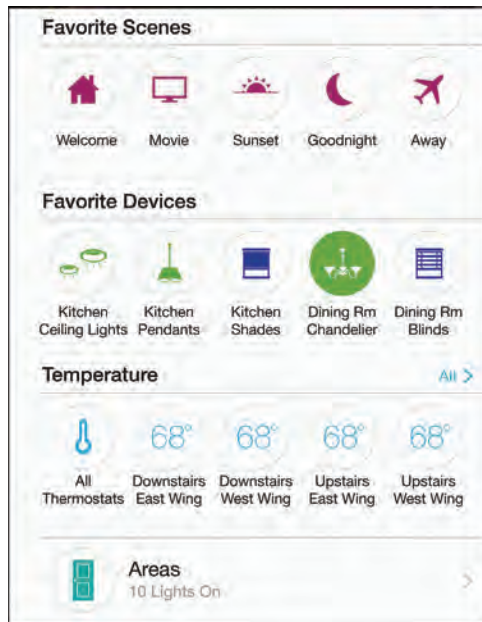 Favorite Scenes
Welcome Movie Sunset Goodnight Away
Favorite Devices
Kitchen Kitchen Kitchen Dining Rm Dining Rm
Ceiling Lights Pendants Shades Chandelier Blinds
Temperature All >
68° 68° 68° 68°
All Downstairs Downstairs Upstairs Upstairs
Thermostats East Wing West Wing East Wing West Wing
Areas
10 Lights On >